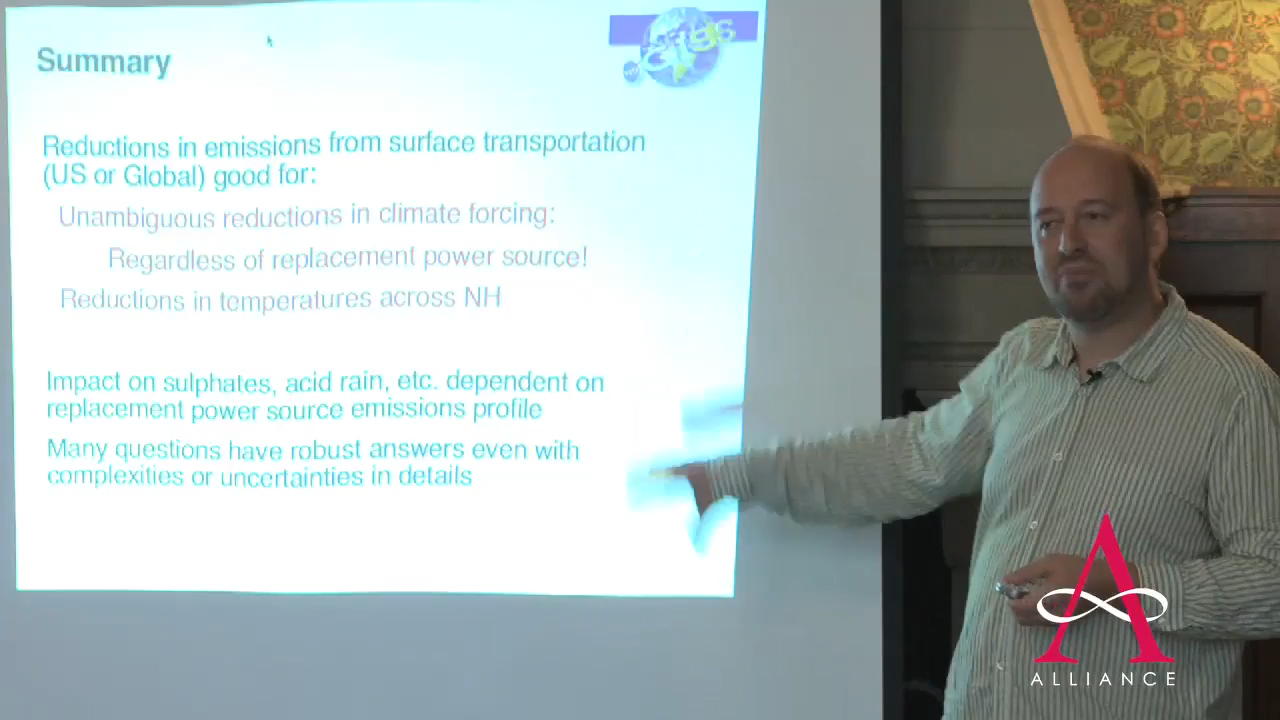 Summary
GISS
Reductions in emissions from surface transportation
(US or Global) good for:
Unambiguous reductions in climate forcing:
Regardless of replacement power source!
Reductions in temperatures across NH
Impact on sulphates, acid rain, etc. dependent on
replacement power source emissions profile
Many questions have robust answers even with
complexities or uncertainties in details
A
ALLIANCE